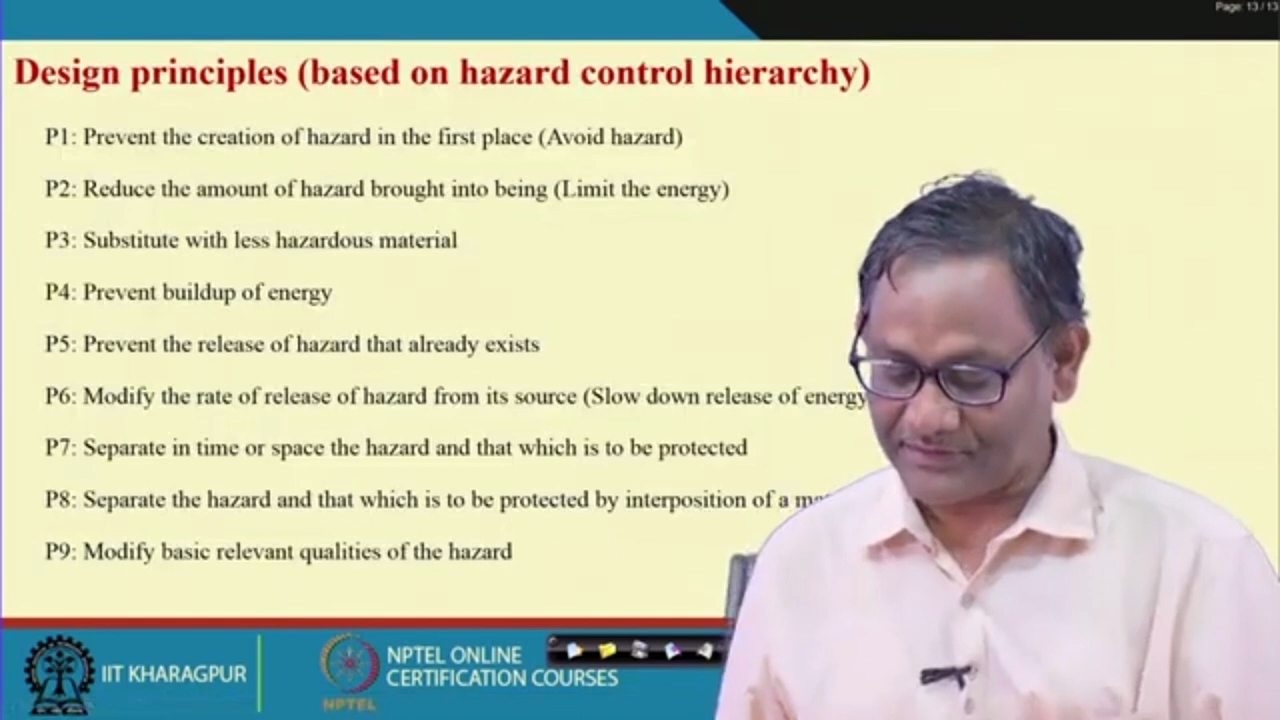 Page: 13 / 13
Design principles (based on hazard control hierarchy)
P1: Prevent the creation of hazard in the first place (Avoid hazard)
P2: Reduce the amount of hazard brought into being (Limit the energy)
P3: Substitute with less hazardous material
P4: Prevent buildup of energy
P5: Prevent the release of hazard that already exists
P6: Modify the rate of release of hazard from its source (Slow down release of energy
P7: Separate in time or space the hazard and that which is to be protected
P8: Separate the hazard and that which is to be protected by interposition of a
P9: Modify basic relevant qualities of the hazard
IIT KHARAGPUR
NPTEL
NPTEL ONLINE
CERTIFICATION COURSES